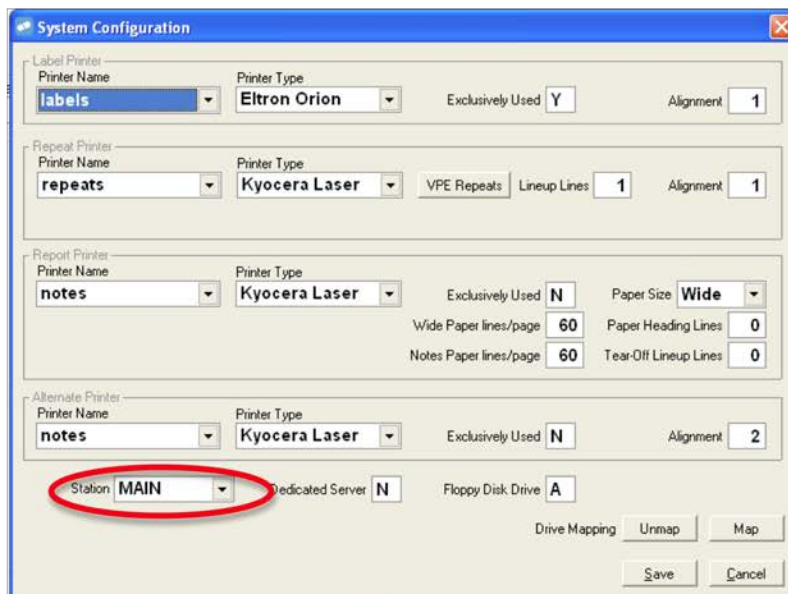 System Configuration
Label Printer
Printer Name Printer Type
labels Eltron Orion Exclusively Used Y Alignment 1
Repeat Printer
Printer Name Printer Type
repeats Kyocera Laser VPE Repeats Lineup Lines 1 Alignment 1
Report Printer
Printer Name Printer Type
notes Kyocera Laser Exclusively Used N Paper Size Wide
Wide Paper lines/page 60 Paper Heading Lines 0
Notes Paper lines/page 60 Tear-Off Lineup Lines 0
Alternate Printer
Printer Name Printer Type
notes Kyocera Laser Exclusively Used N Alignment 2
Station MAIN Dedicated Server N Floppy Disk Drive A
Drive Mapping Unmap Map
Save Cancel